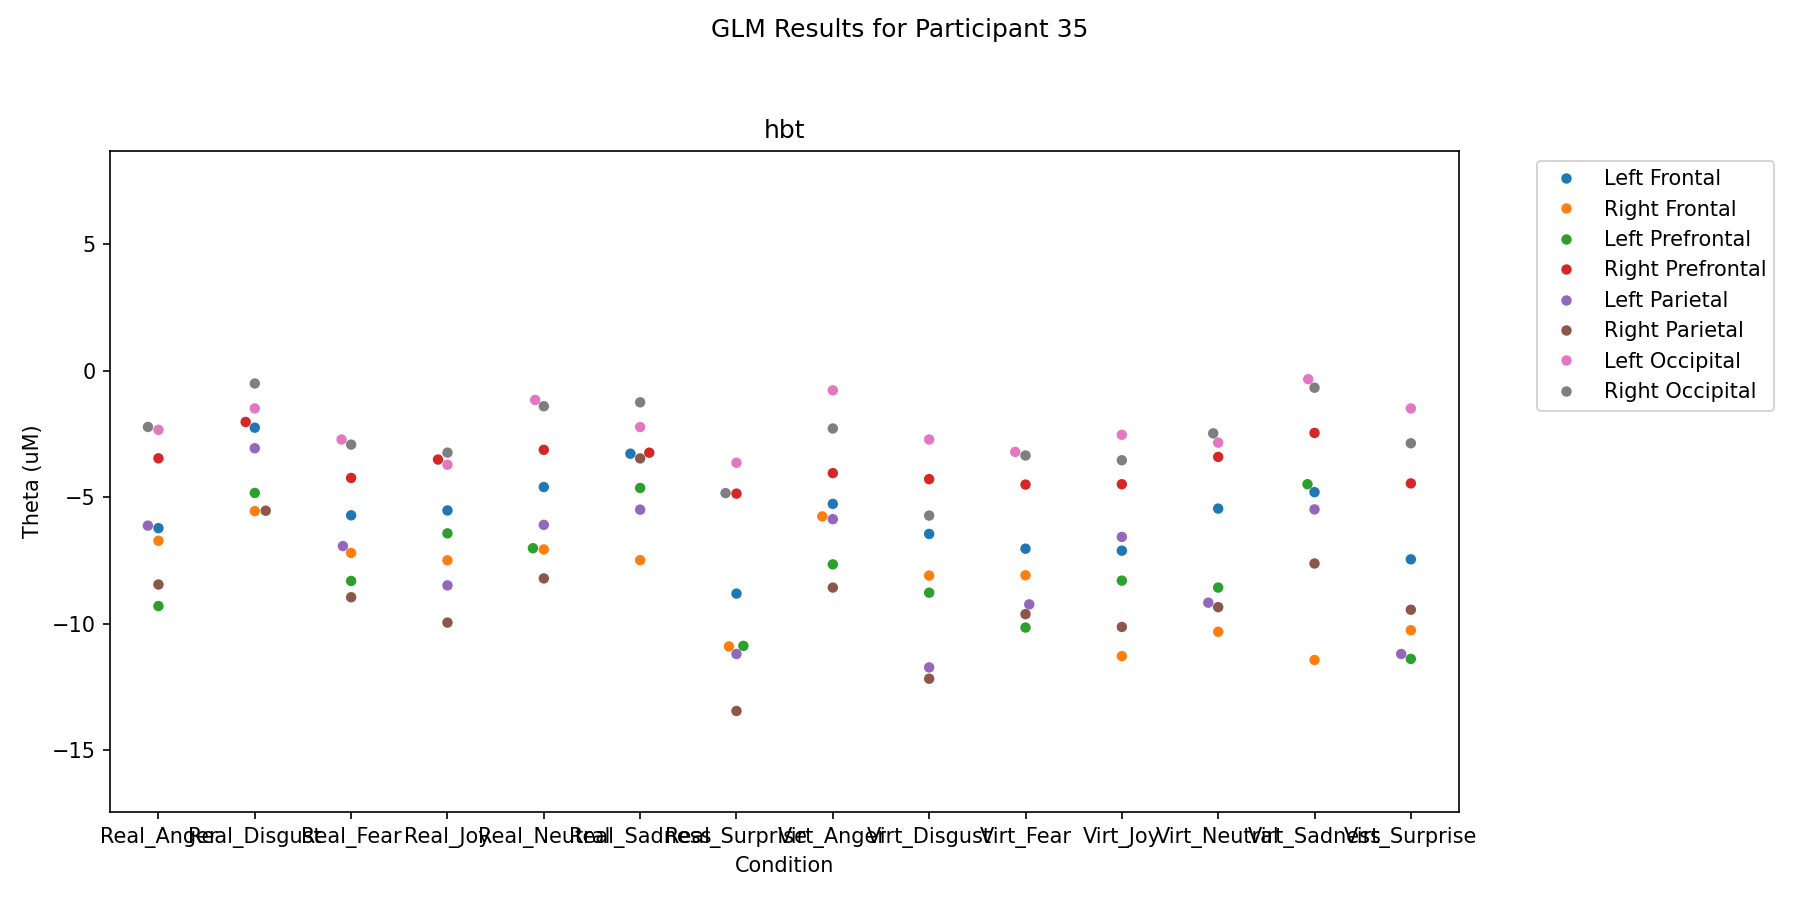 GLM Results for Participant 35
hbt
Theta (uM)
5
0
−5
−10
−15
Real_Anger Real_Disgust Real_Fear Real_Joy Real_Neutral Real_Sadness Real_Surprise Virt_Anger Virt_Disgust Virt_Fear Virt_Joy Virt_Neutral Virt_Sadness Virt_Surprise
Condition
Left Frontal
Right Frontal
Left Prefrontal
Right Prefrontal
Left Parietal
Right Parietal
Left Occipital
Right Occipital